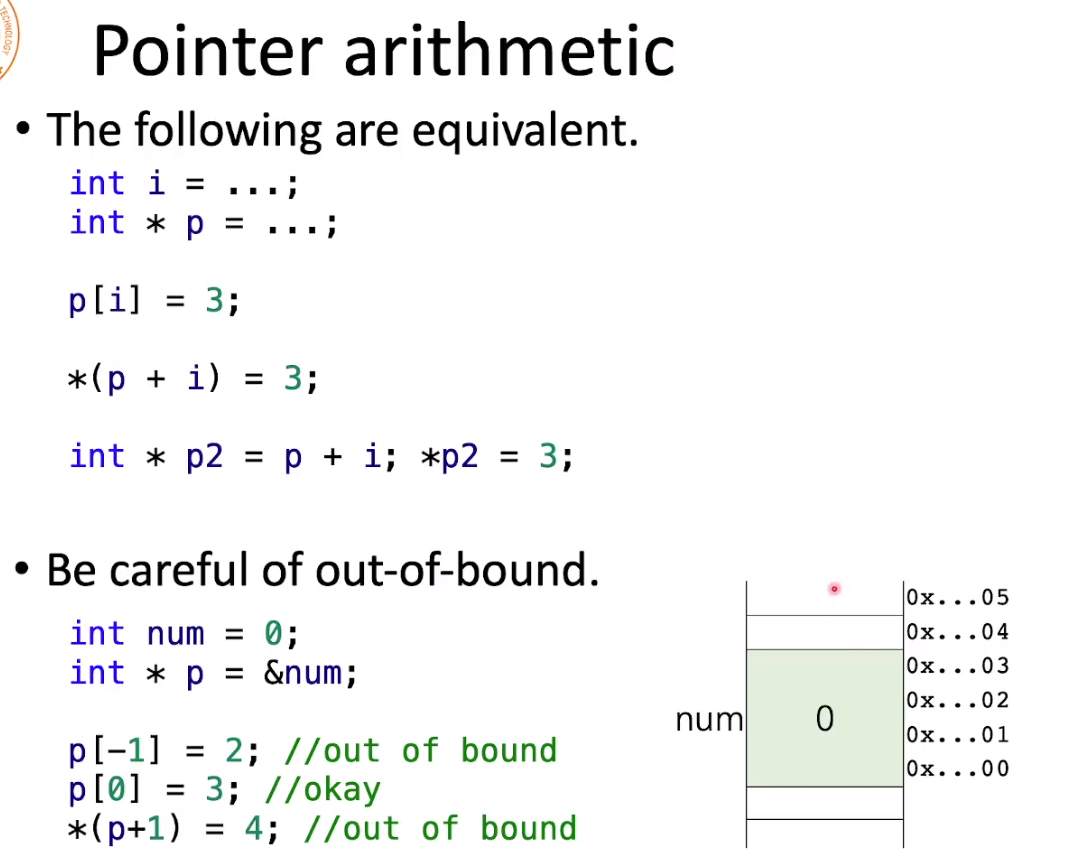 TECHNOLOGY
Pointer arithmetic
• The following are equivalent.
int i = ...;
int * p = ...;
p[i] = 3;
*(p + i) = 3;
int * p2 = p + i; *p2 = 3;
• Be careful of out-of-bound.
int num = 0;
int * p = &num;
p[-1] = 2; //out of bound
p[0] = 3; //okay
*(p+1) = 4; //out of bound
0x...05
0x...04
0x...03
0x...02
num 0
0x...01
0x...00